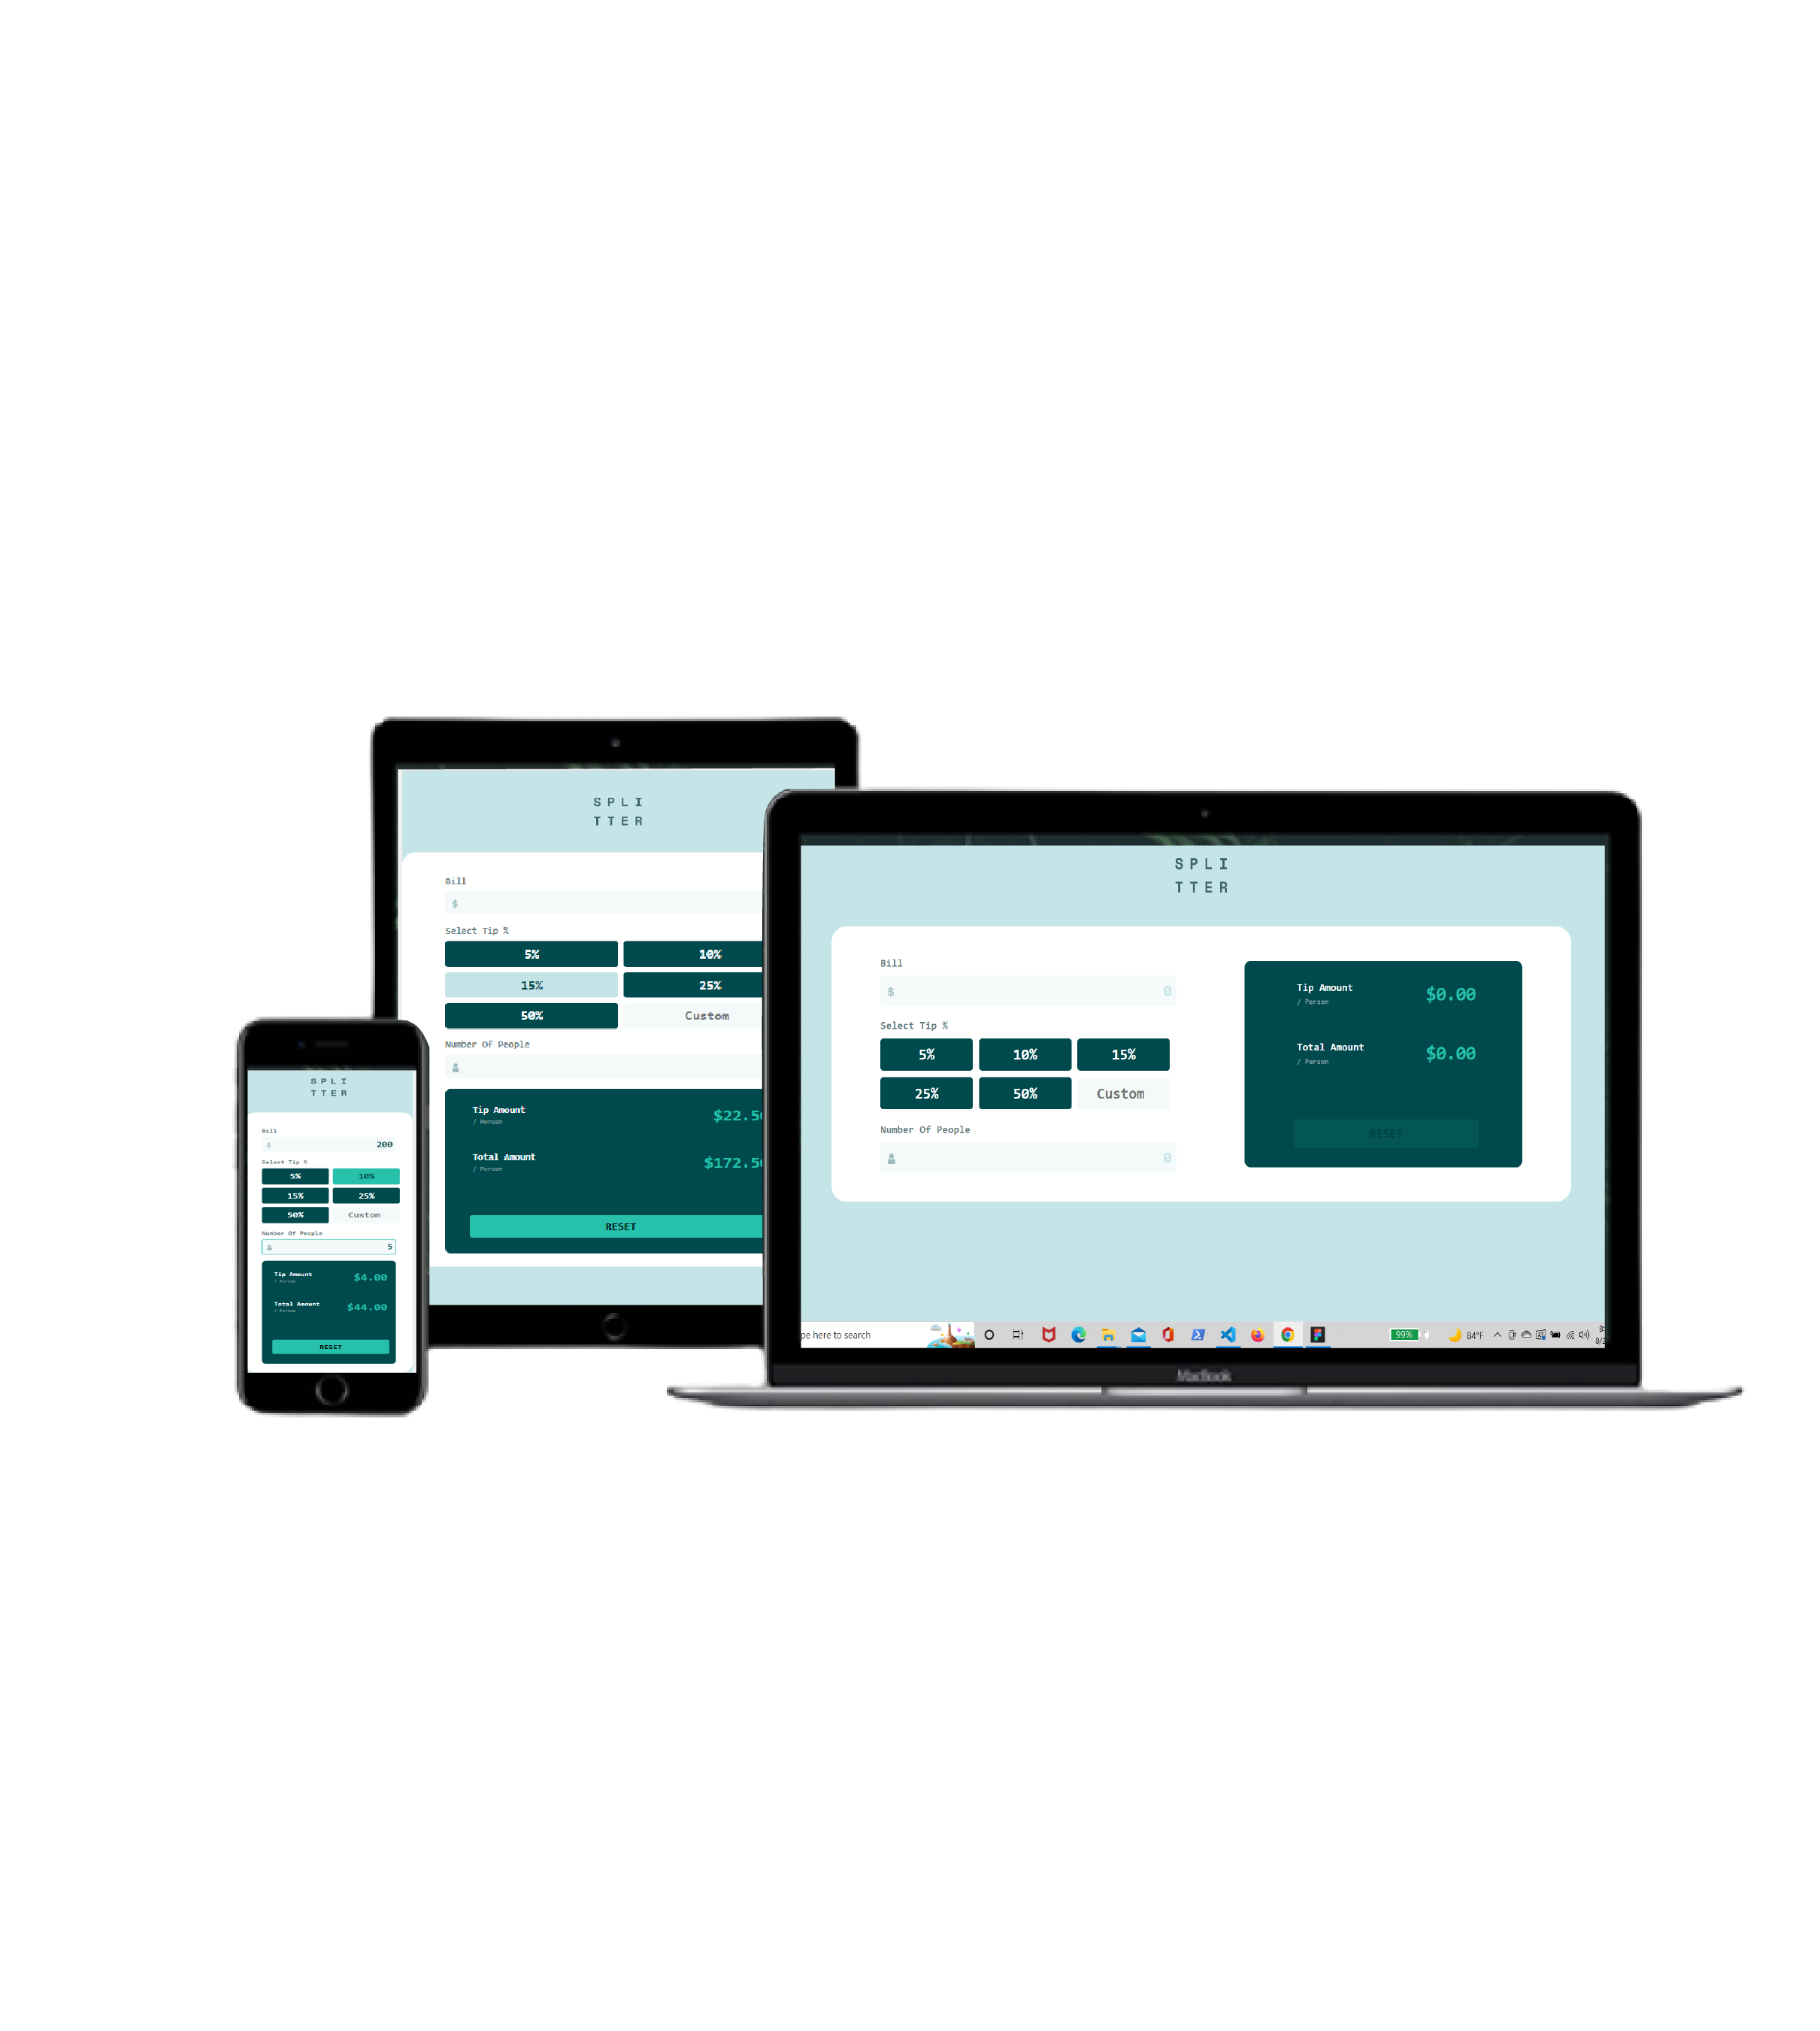 SPLI
TTER
Bill
$
Select Tip %
5% 10%
15% 25%
50% Custom
Number Of People
Tip Amount $22.50
/ Person
Total Amount $172.50
/ Person
RESET
SPLI
TTER
Bill
$ 0
Select Tip %
5% 10% 15%
25% 50% Custom
Number Of People
0
Tip Amount $0.00
/ Person
Total Amount $0.00
/ Person
RESET
pe here to search 99% 84°F
MacBook
SPLI
TTER
Bill
$ 200
Select Tip %
5% 10%
15% 25%
50% Custom
Number Of People
5
Tip Amount $4.00
/ Person
Total Amount $44.00
/ Person
RESET